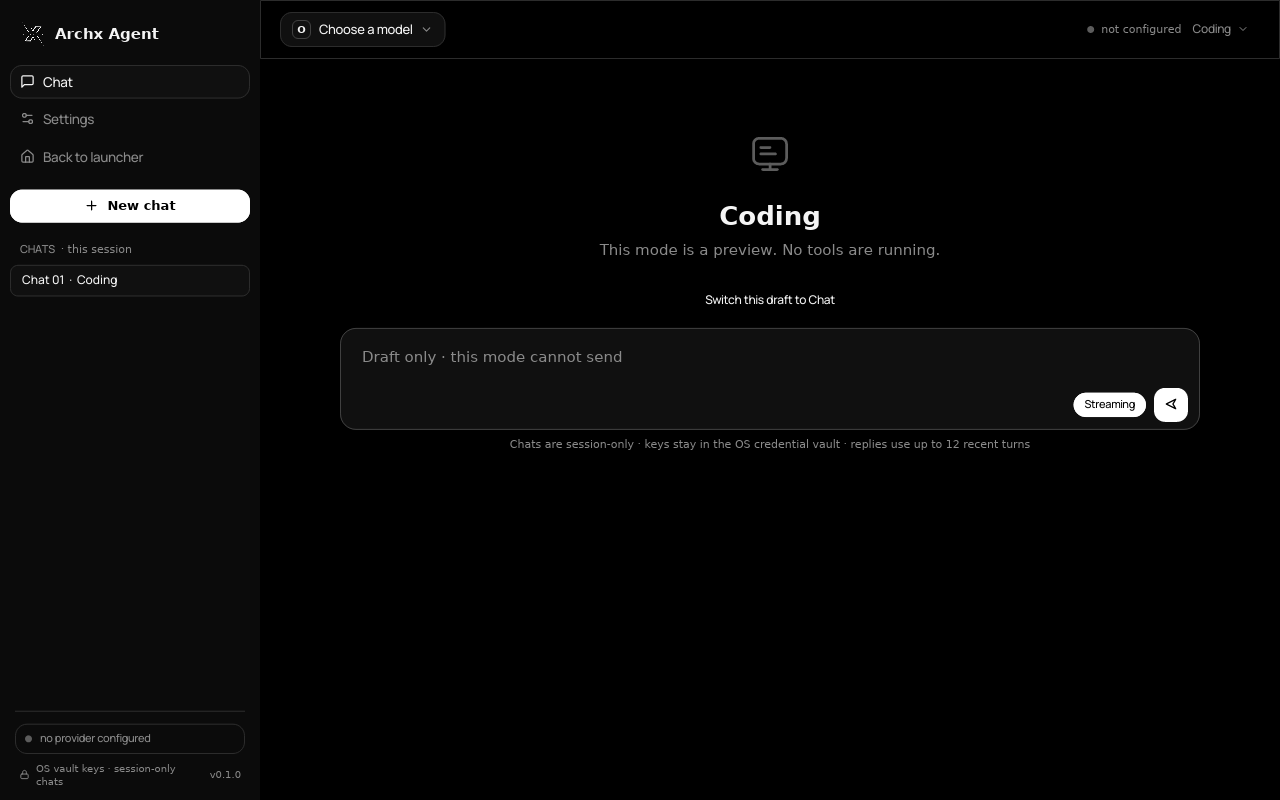 Archx Agent
Chat
Settings
Back to launcher
New chat
CHATS · this session
Chat 01 · Coding
no provider configured
OS vault keys · session-only
chats
v0.1.0
O Choose a model
not configured Coding
Coding
This mode is a preview. No tools are running.
Switch this draft to Chat
Draft only · this mode cannot send
Streaming
Chats are session-only · keys stay in the OS credential vault · replies use up to 12 recent turns